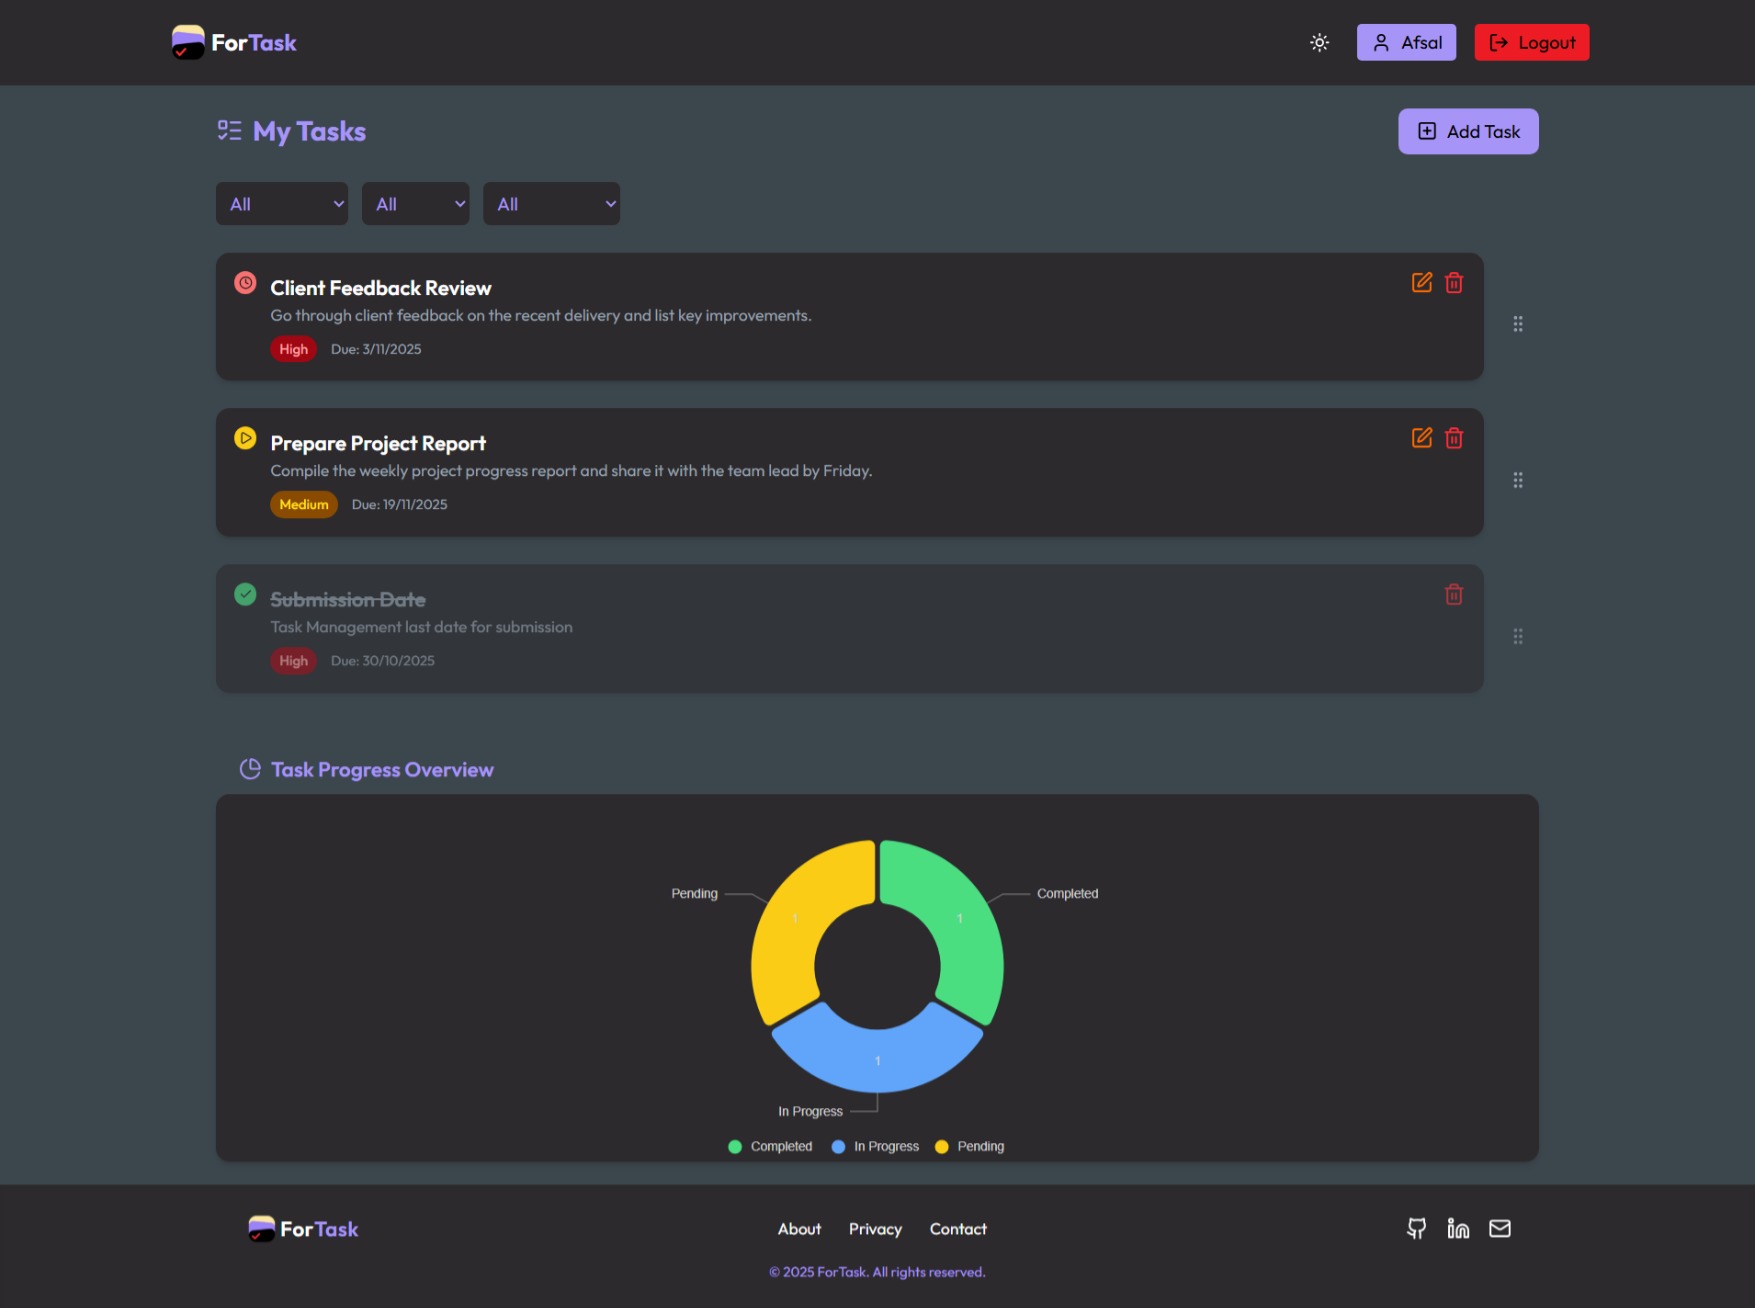 ForTask
Afsal
Logout
My Tasks
Add Task
All
All
All
Client Feedback Review
Go through client feedback on the recent delivery and list key improvements.
High
Due: 3/11/2025
Prepare Project Report
Compile the weekly project progress report and share it with the team lead by Friday.
Medium
Due: 19/11/2025
Submission Date
Task Management last date for submission
High
Due: 30/10/2025
Task Progress Overview
Pending
Completed
1
1
1
In Progress
Completed
In Progress
Pending
ForTask
About
Privacy
Contact
© 2025 ForTask. All rights reserved.